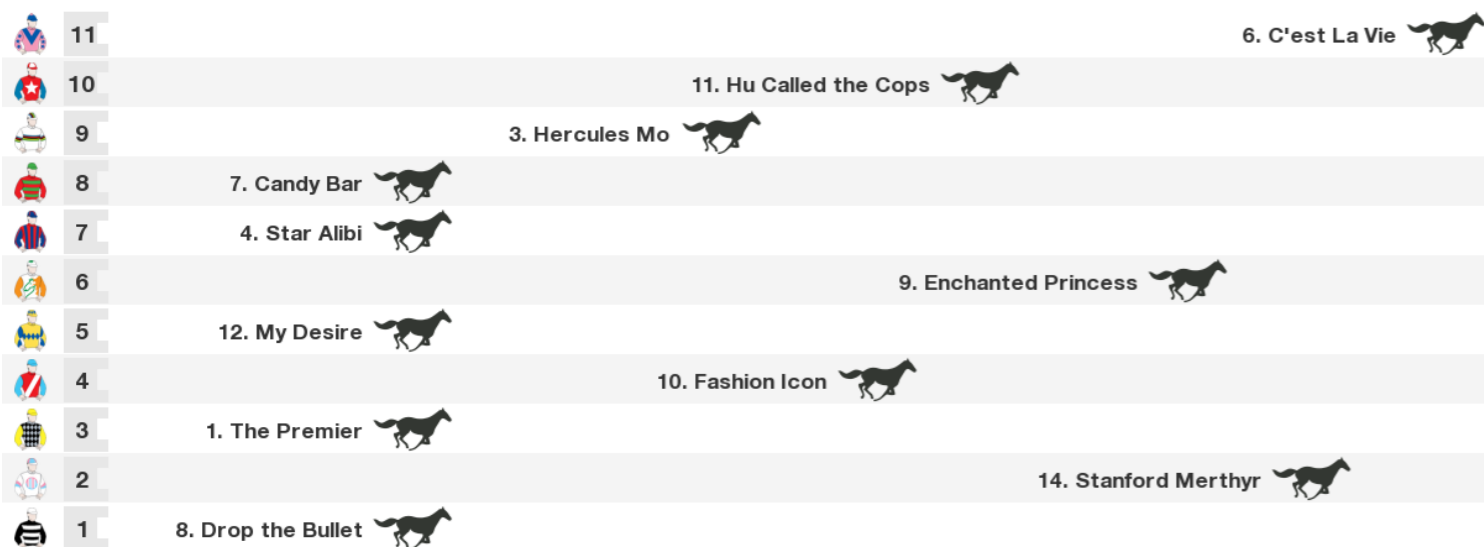 11 6. C'est La Vie
10 11. Hu Called the Cops
9 3. Hercules Mo
8 7. Candy Bar
7 4. Star Alibi
6 9. Enchanted Princess
5 12. My Desire
4 10. Fashion Icon
3 1. The Premier
2 14. Stanford Merthyr
1 8. Drop the Bullet